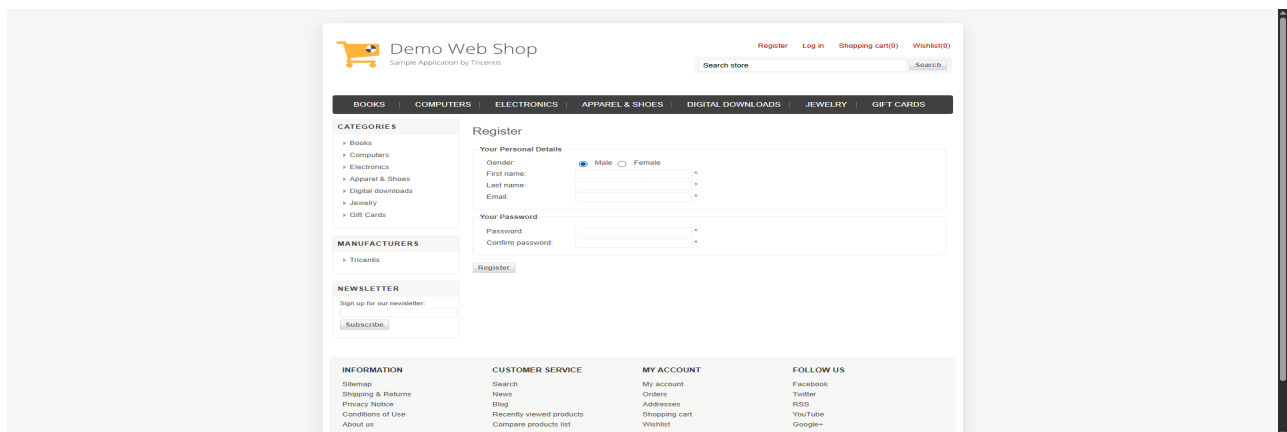 Demo Web Shop
Sample Application by Tricentis
Register Log in Shopping cart(0) Wishlist(0)
Search store Search
BOOKS | COMPUTERS | ELECTRONICS | APPAREL & SHOES | DIGITAL DOWNLOADS | JEWELRY | GIFT CARDS
CATEGORIES
Books
Computers
Electronics
Apparel & Shoes
Digital downloads
Jewelry
Gift Cards
MANUFACTURERS
Tricentis
NEWSLETTER
Sign up for our newsletter:
Subscribe
Register
Your Personal Details
Gender: Male Female
First name: *
Last name: *
Email: *
Your Password
Password: *
Confirm password: *
Register
INFORMATION
Sitemap
Shipping & Returns
Privacy Notice
Conditions of Use
About us
CUSTOMER SERVICE
Search
News
Blog
Recently viewed products
Compare products list
MY ACCOUNT
My account
Orders
Addresses
Shopping cart
Wishlist
FOLLOW US
Facebook
Twitter
RSS
YouTube
Google+